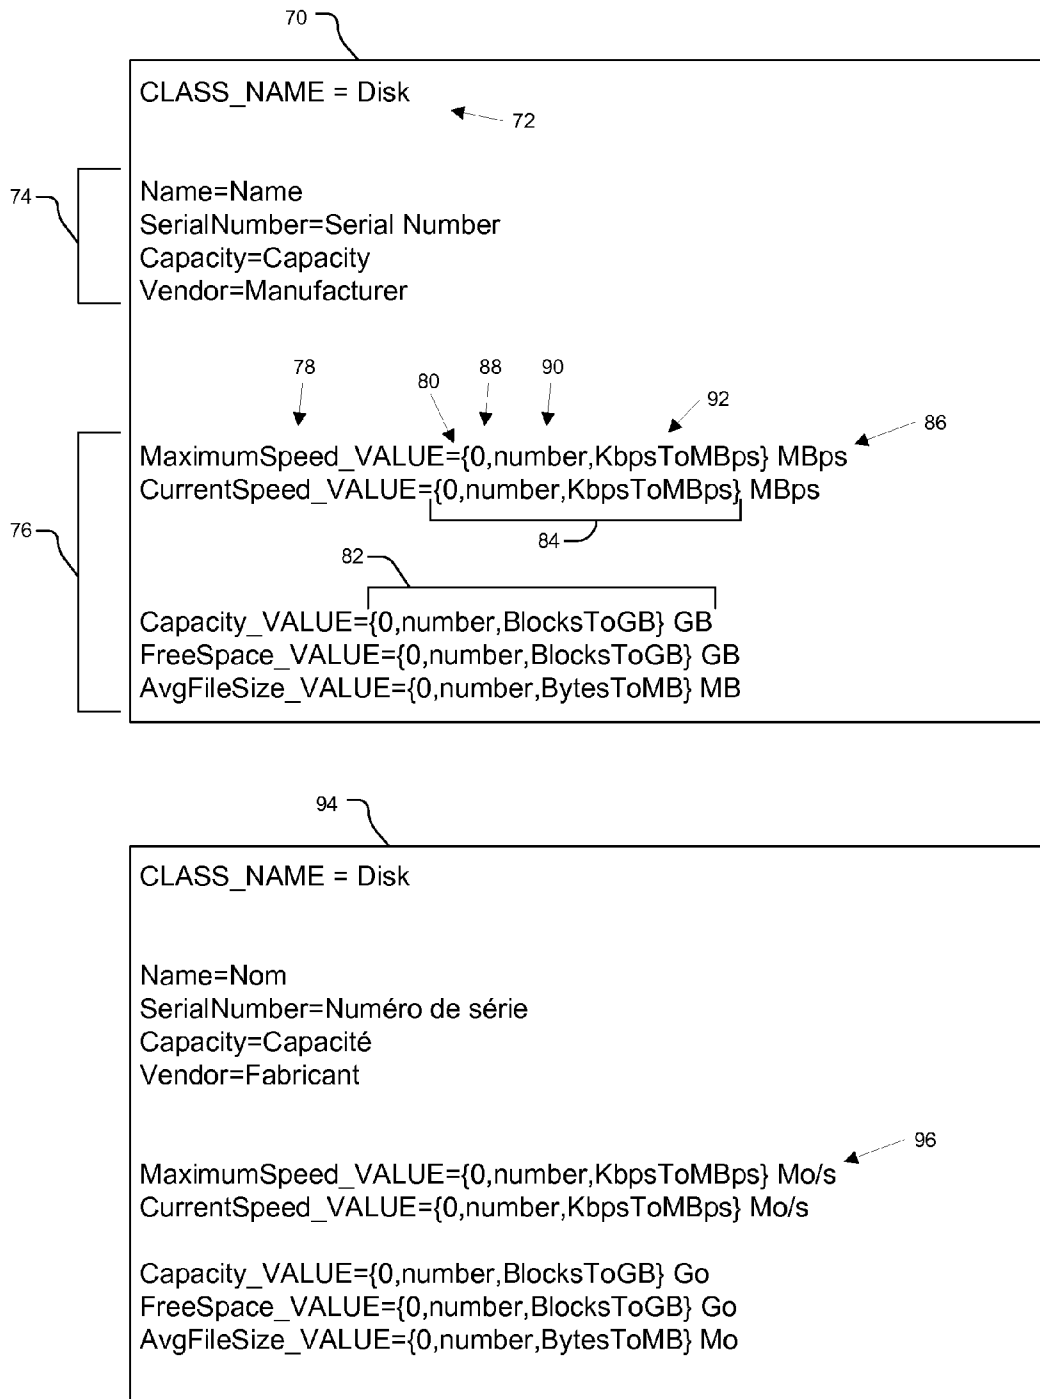 70
CLASS_NAME = Disk
72
74
Name=Name
SerialNumber=Serial Number
Capacity=Capacity
Vendor=Manufacturer
78
80
88
90
92
86
76
MaximumSpeed_VALUE={0,number,KbpsToMBps} MBps
CurrentSpeed_VALUE={0,number,KbpsToMBps} MBps
84
82
Capacity_VALUE={0,number,BlocksToGB} GB
FreeSpace_VALUE={0,number,BlocksToGB} GB
AvgFileSize_VALUE={0,number,BytesToMB} MB
94
CLASS_NAME = Disk
Name=Nom
SerialNumber=Numéro de série
Capacity=Capacité
Vendor=Fabricant
96
MaximumSpeed_VALUE={0,number,KbpsToMBps} Mo/s
CurrentSpeed_VALUE={0,number,KbpsToMBps} Mo/s
Capacity_VALUE={0,number,BlocksToGB} Go
FreeSpace_VALUE={0,number,BlocksToGB} Go
AvgFileSize_VALUE={0,number,BytesToMB} Mo